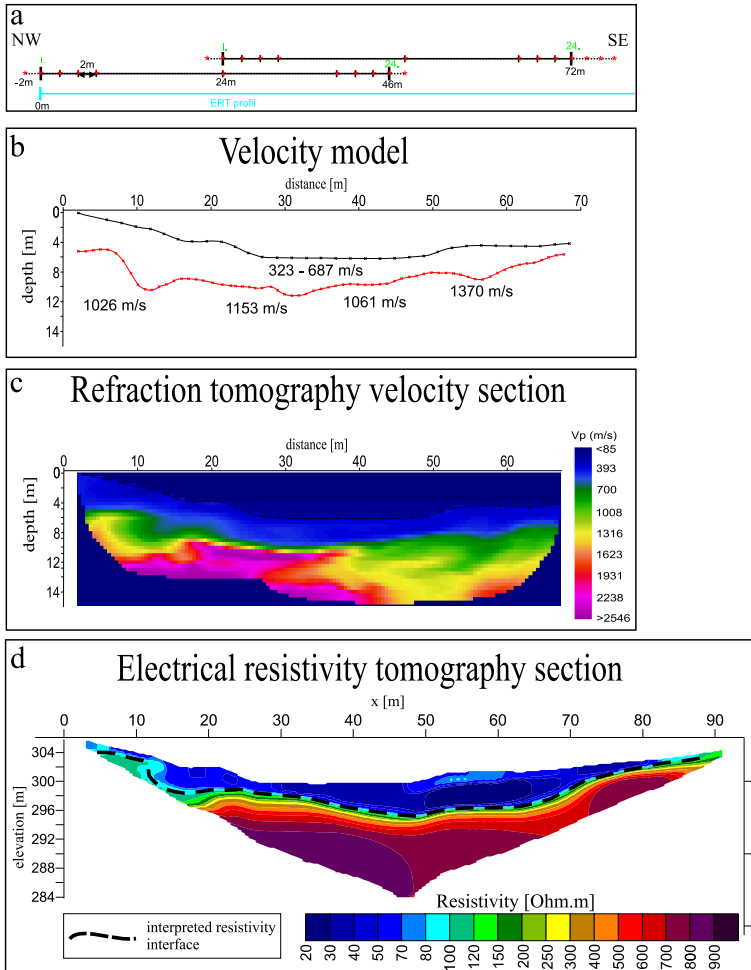 a
NW
SE
1.
1.
24.
24.
2m
-2m
24m
46m
72m
0m
ERT profil
b
Velocity model
distance [m]
0 10 20 30 40 50 60 70
depth [m]
0
4
8
12
14
323 - 687 m/s
1026 m/s
1153 m/s
1061 m/s
1370 m/s
c
Refraction tomography velocity section
distance [m]
0 10 20 30 40 50 60
depth [m]
0
4
8
12
14
Vp (m/s)
<85
393
700
1008
1316
1623
1931
2238
>2546
d
Electrical resistivity tomography section
x [m]
0 10 20 30 40 50 60 70 80 90
elevation [m]
304
300
296
292
288
284
interpreted resistivity
interface
Resistivity [Ohm.m]
20 30 40 50 70 80 100 120 150 200 250 300 400 500 600 700 800 900